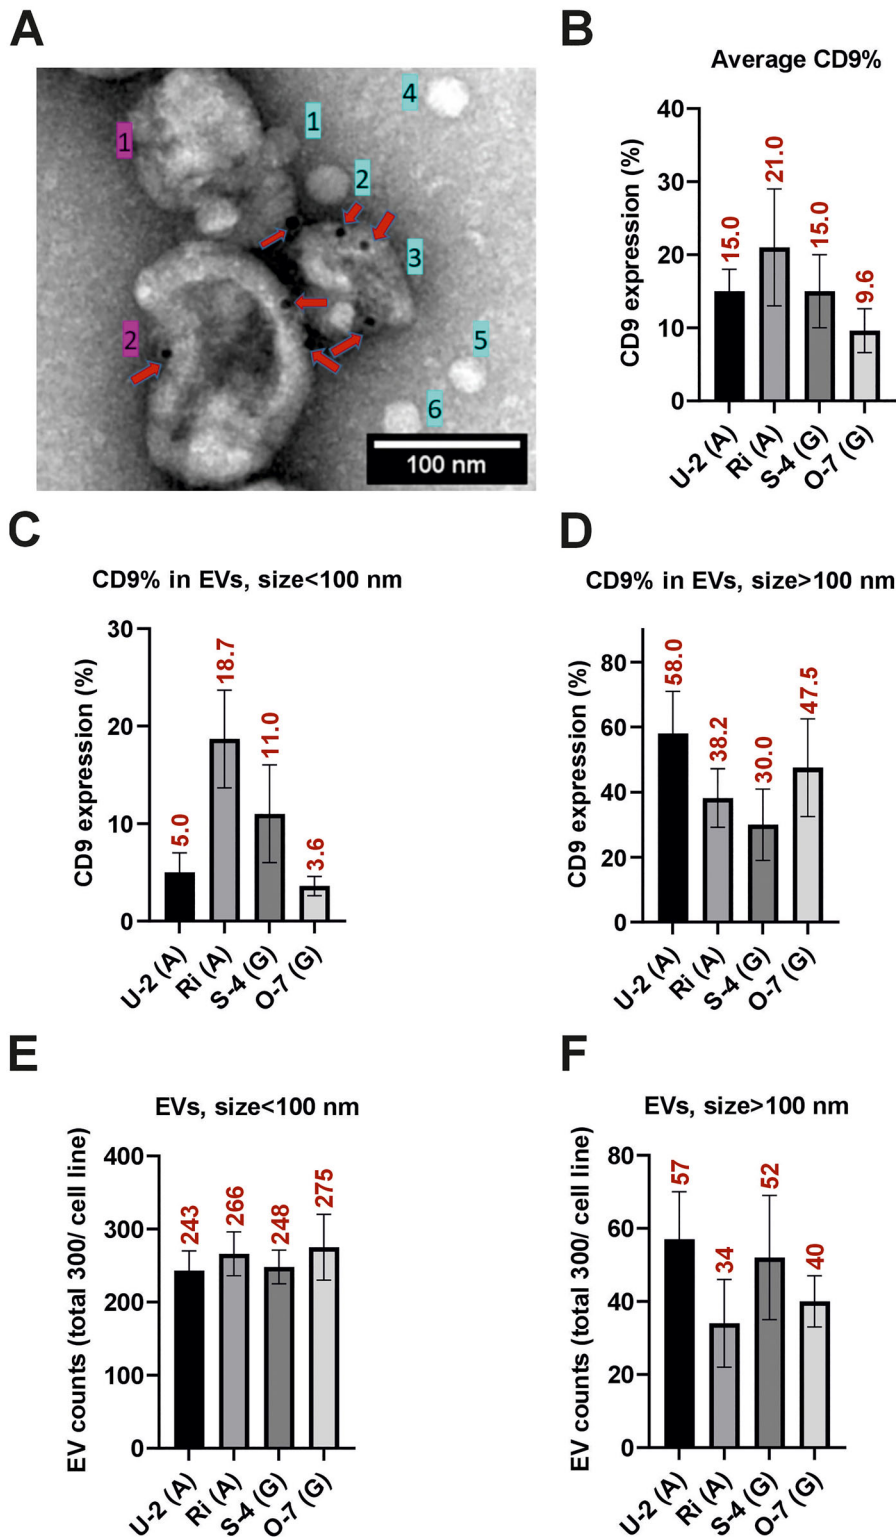 A
1
2
1
2
3
4
5
6
100 nm
B
Average CD9%
CD9 expression (%)
40
30
20
10
0
15.0
21.0
15.0
9.6
U-2 (A)
Ri (A)
S-4 (G)
O-7 (G)
C
CD9% in EVs, size<100 nm
CD9 expression (%)
30
20
10
0
5.0
18.7
11.0
3.6
U-2 (A)
Ri (A)
S-4 (G)
O-7 (G)
D
CD9% in EVs, size>100 nm
CD9 expression (%)
80
60
40
20
0
58.0
38.2
30.0
47.5
U-2 (A)
Ri (A)
S-4 (G)
O-7 (G)
E
EVs, size<100 nm
EV counts (total 300/ cell line)
400
300
200
100
0
243
266
248
275
U-2 (A)
Ri (A)
S-4 (G)
O-7 (G)
F
EVs, size>100 nm
EV counts (total 300/ cell line)
80
60
40
20
0
57
34
52
40
U-2 (A)
Ri (A)
S-4 (G)
O-7 (G)